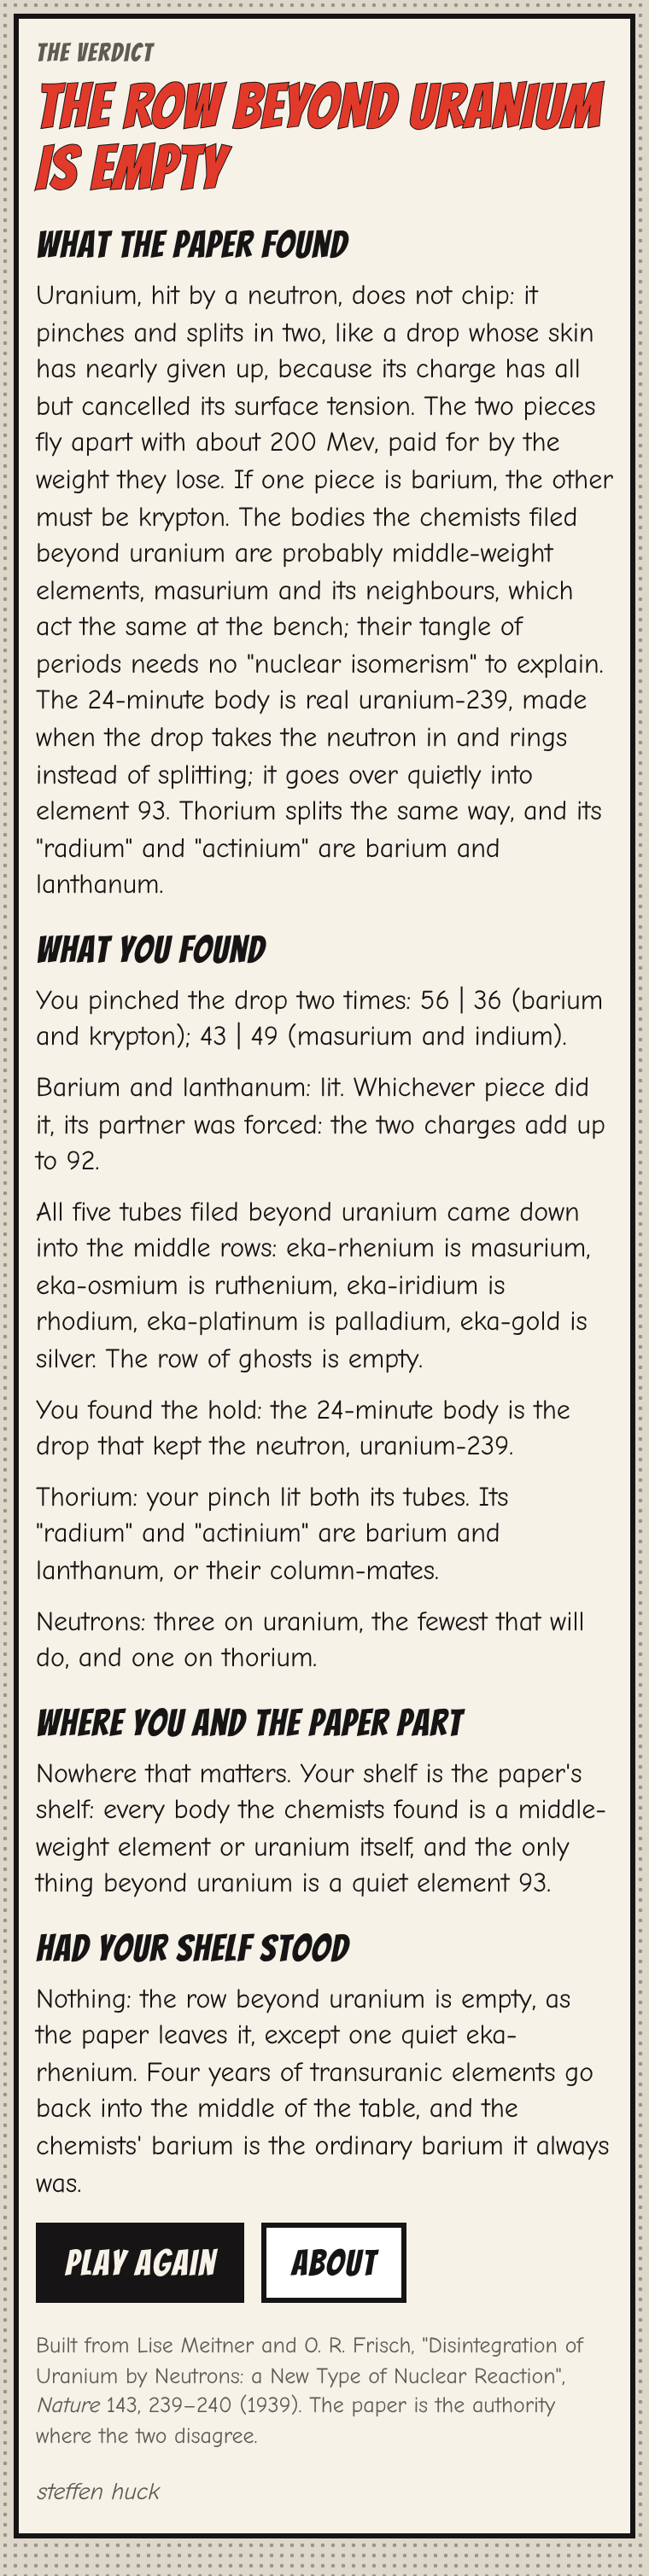 THE VERDICT
THE ROW BEYOND URANIUM
IS EMPTY
WHAT THE PAPER FOUND
Uranium, hit by a neutron, does not chip: it
pinches and splits in two, like a drop whose skin
has nearly given up, because its charge has all
but cancelled its surface tension. The two pieces
fly apart with about 200 Mev, paid for by the
weight they lose. If one piece is barium, the other
must be krypton. The bodies the chemists filed
beyond uranium are probably middle-weight
elements, masurium and its neighbours, which
act the same at the bench; their tangle of
periods needs no "nuclear isomerism" to explain.
The 24-minute body is real uranium-239, made
when the drop takes the neutron in and rings
instead of splitting; it goes over quietly into
element 93. Thorium splits the same way, and its
"radium" and "actinium" are barium and
lanthanum.
WHAT YOU FOUND
You pinched the drop two times: 56 | 36 (barium
and krypton); 43 | 49 (masurium and indium).
Barium and lanthanum: lit. Whichever piece did
it, its partner was forced: the two charges add up
to 92.
All five tubes filed beyond uranium came down
into the middle rows: eka-rhenium is masurium,
eka-osmium is ruthenium, eka-iridium is
rhodium, eka-platinum is palladium, eka-gold is
silver. The row of ghosts is empty.
You found the hold: the 24-minute body is the
drop that kept the neutron, uranium-239.
Thorium: your pinch lit both its tubes. Its
"radium" and "actinium" are barium and
lanthanum, or their column-mates.
Neutrons: three on uranium, the fewest that will
do, and one on thorium.
WHERE YOU AND THE PAPER PART
Nowhere that matters. Your shelf is the paper's
shelf: every body the chemists found is a middle-
weight element or uranium itself, and the only
thing beyond uranium is a quiet element 93.
HAD YOUR SHELF STOOD
Nothing: the row beyond uranium is empty, as
the paper leaves it, except one quiet eka-
rhenium. Four years of transuranic elements go
back into the middle of the table, and the
chemists' barium is the ordinary barium it always
was.
PLAY AGAIN ABOUT
Built from Lise Meitner and O. R. Frisch, "Disintegration of
Uranium by Neutrons: a New Type of Nuclear Reaction",
Nature 143, 239–240 (1939). The paper is the authority
where the two disagree.
steffen huck